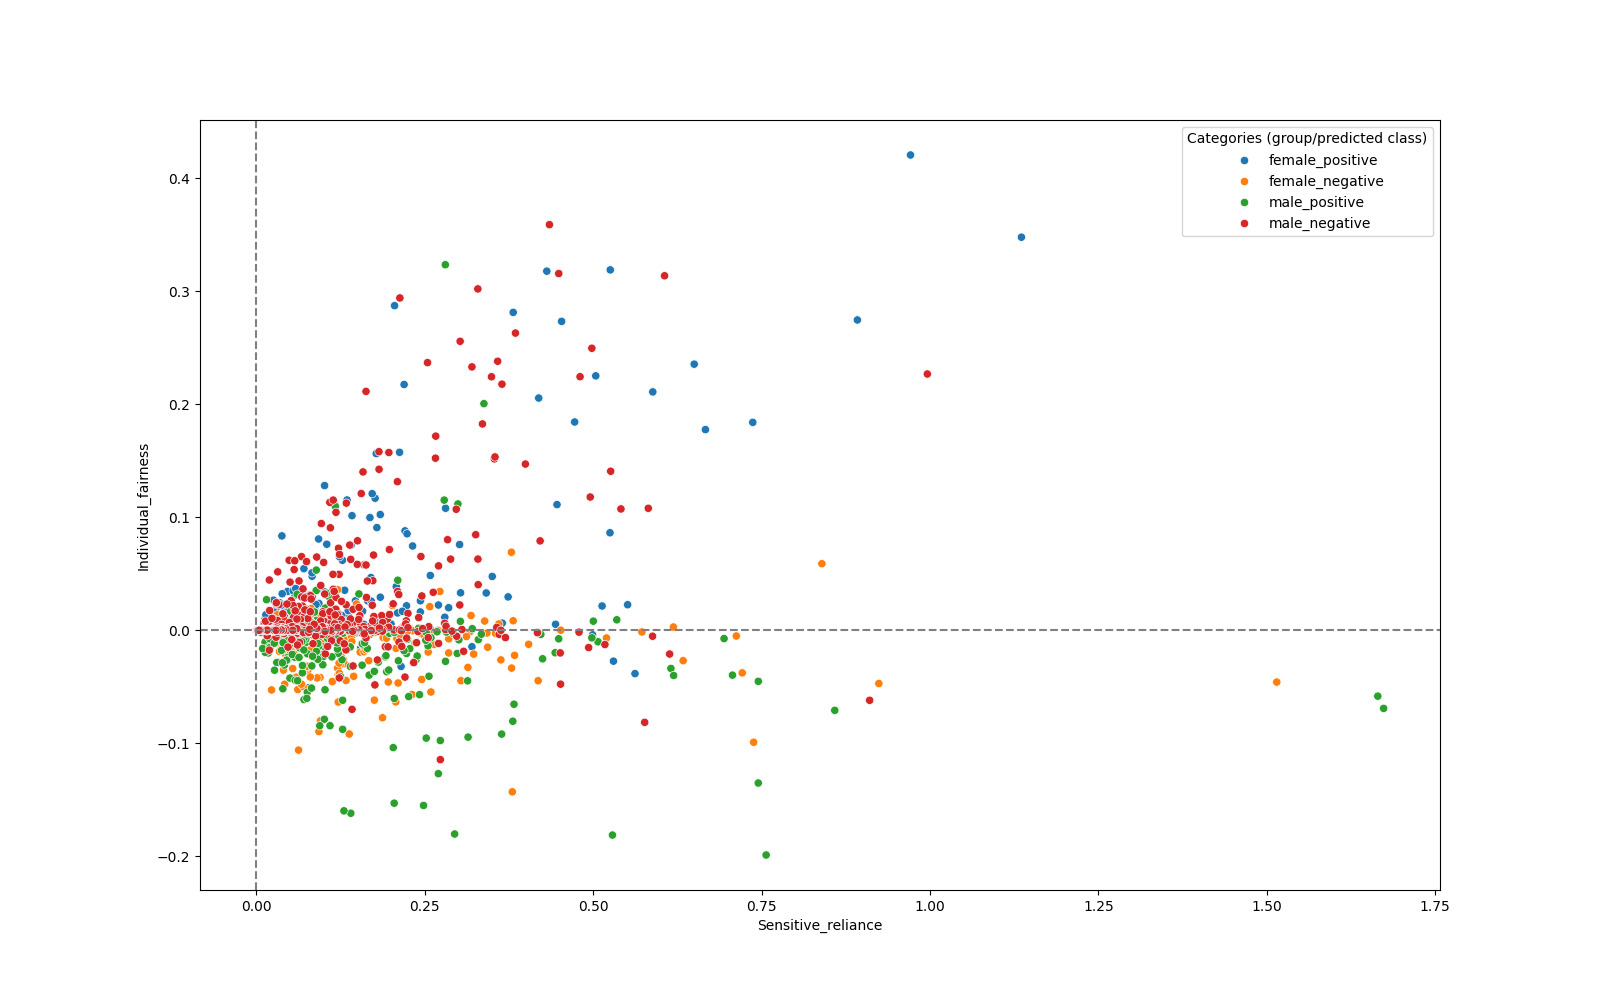 Categories (group/predicted class)
female_positive
female_negative
male_positive
male_negative
0.4
0.3
0.2
0.1
0.0
−0.1
−0.2
Individual_fairness
0.00 0.25 0.50 0.75 1.00 1.25 1.50 1.75
Sensitive_reliance